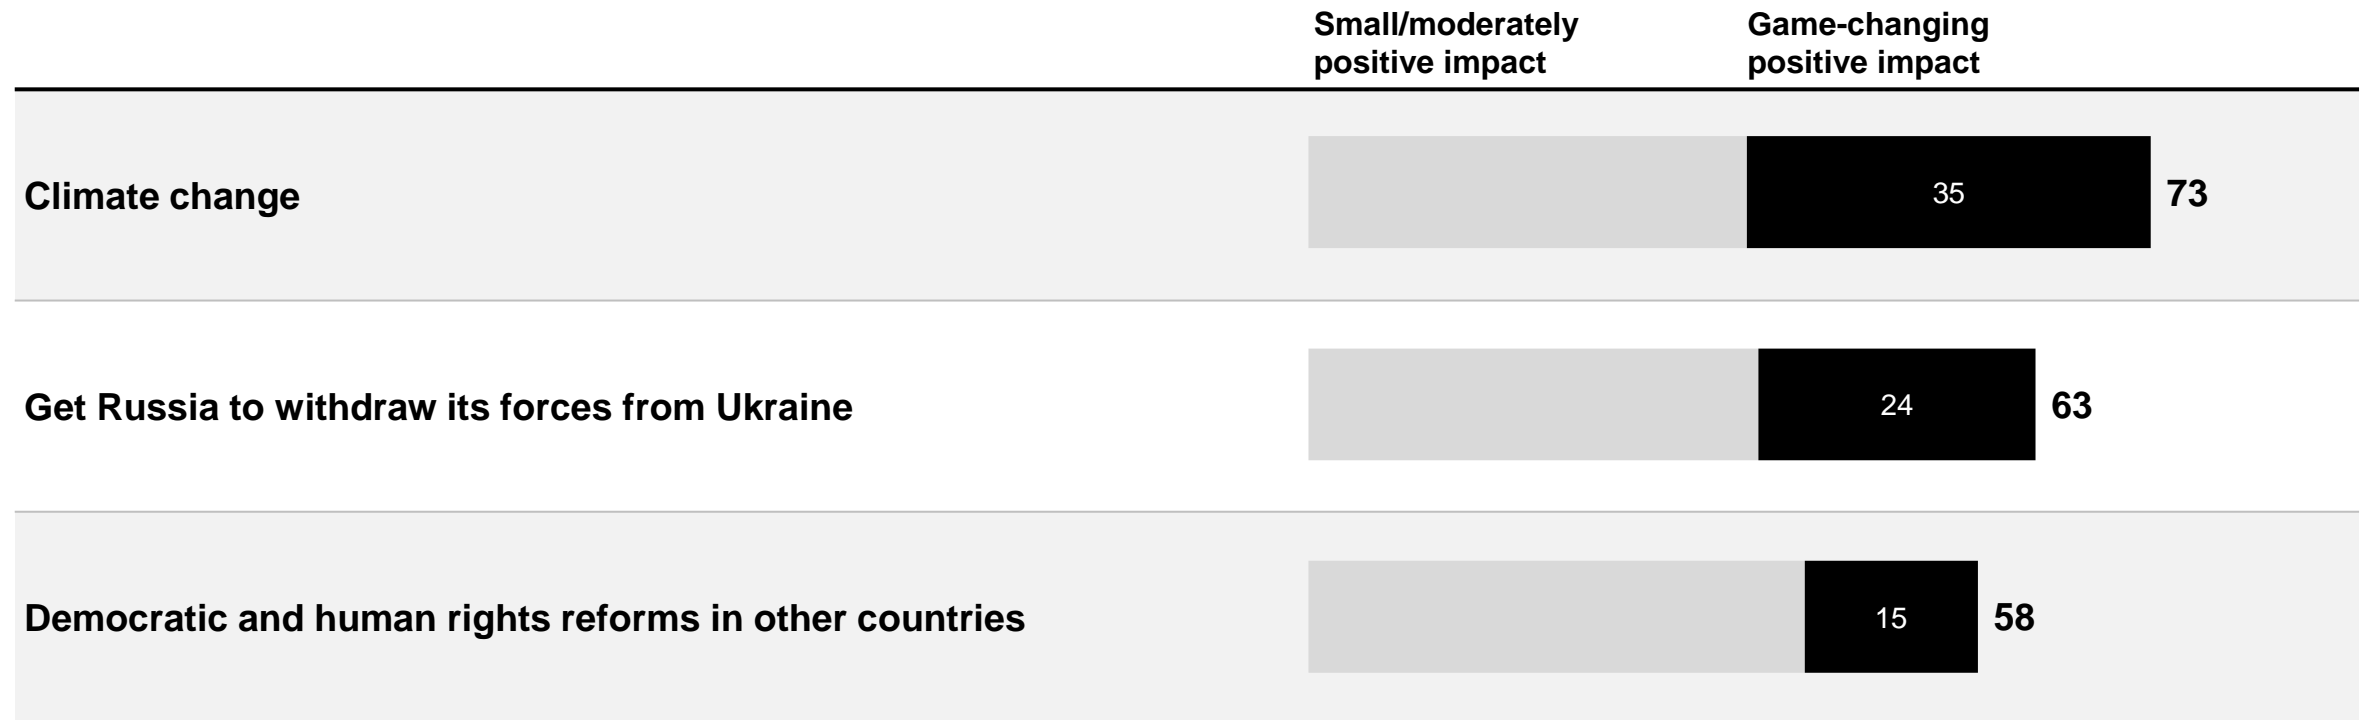 Small/moderately
positive impact
Game-changing
positive impact
Climate change
35
73
Get Russia to withdraw its forces from Ukraine
24
63
Democratic and human rights reforms in other countries
15
58